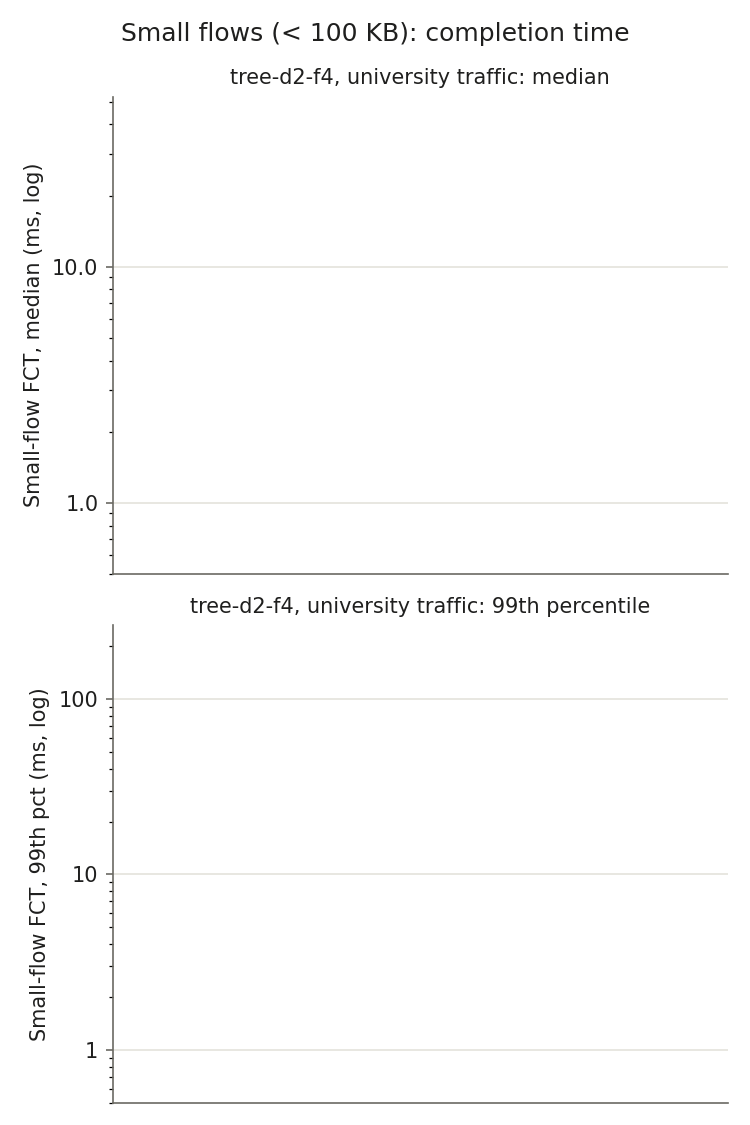 Small flows (< 100 KB): completion time
tree-d2-f4, university traffic: median
Small-flow FCT, median (ms, log)
10.0
1.0
tree-d2-f4, university traffic: 99th percentile
Small-flow FCT, 99th pct (ms, log)
100
10
1